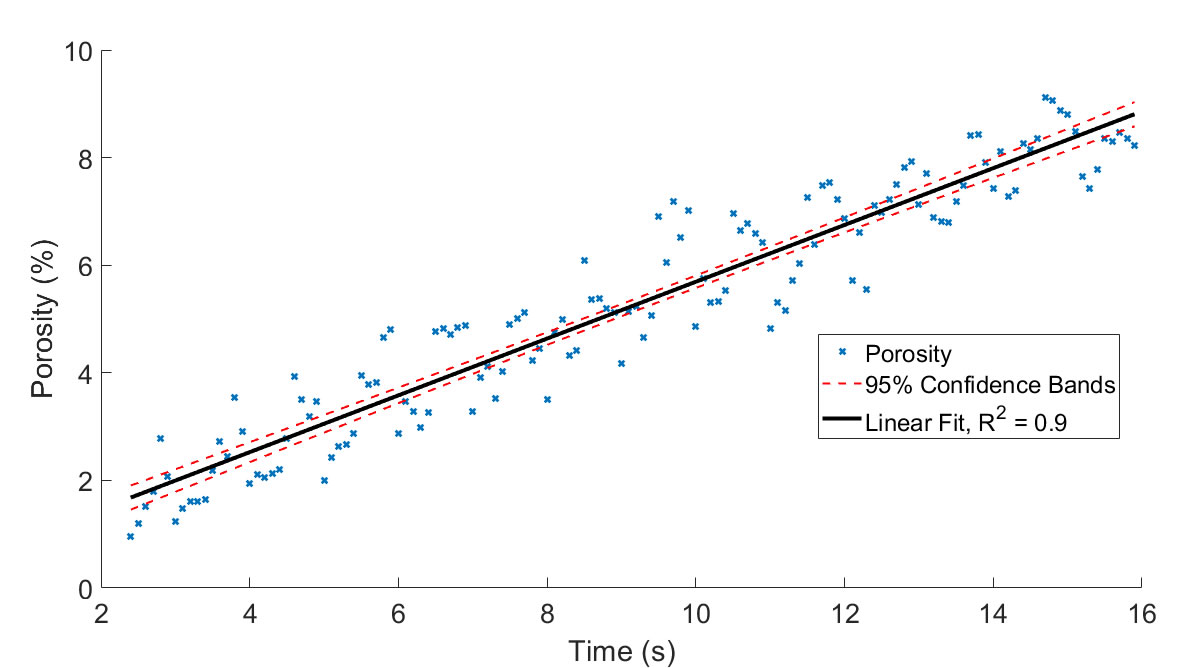 10
8
6
4
2
0
2 4 6 8 10 12 14 16
Porosity (%)
Time (s)
Porosity
95% Confidence Bands
Linear Fit, R² = 0.9